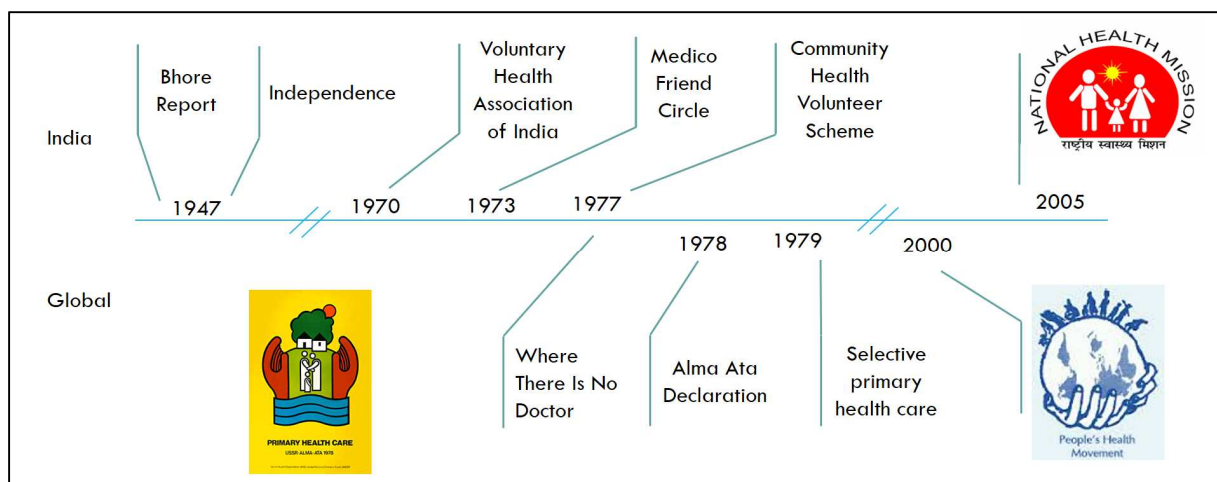 Bhore
Report
Independence
Voluntary
Health
Association
of India
Medico
Friend
Circle
Community
Health
Volunteer
Scheme
NATIONAL HEALTH MISSION
राष्ट्रीय स्वास्थ्य मिशन
India
1947
1970
1973
1977
2005
1978
1979
2000
Global
Where
There Is No
Doctor
Alma Ata
Declaration
Selective
primary
health care
PRIMARY HEALTH CARE
USSR·ALMA-ATA 1978
People's Health
Movement